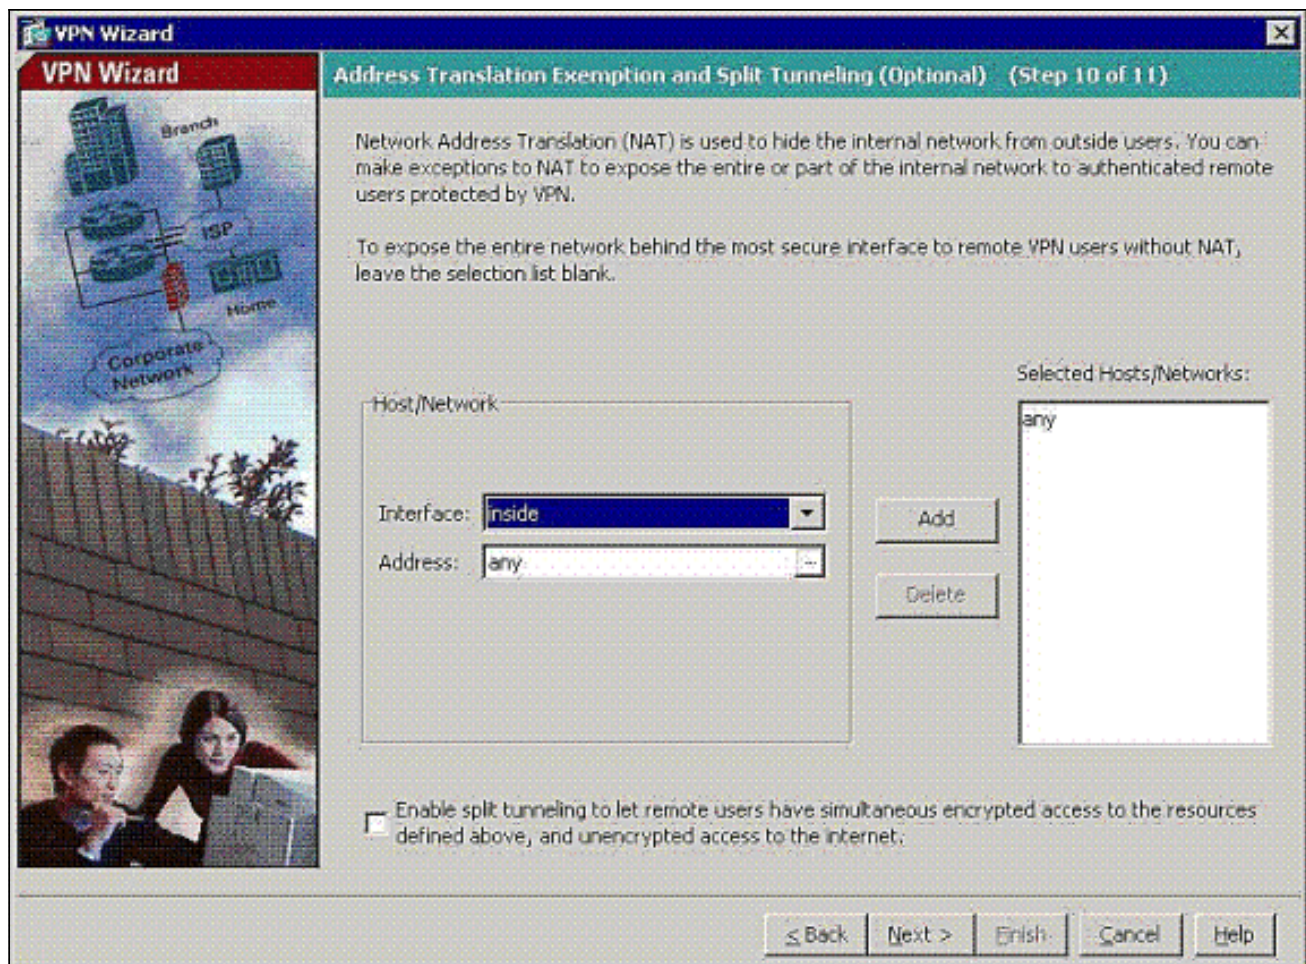 VPN Wizard
VPN Wizard
Branch
ISP
Home
Corporate
Network
Address Translation Exemption and Split Tunneling (Optional) (Step 10 of 11)
Network Address Translation (NAT) is used to hide the internal network from outside users. You can
make exceptions to NAT to expose the entire or part of the internal network to authenticated remote
users protected by VPN.
To expose the entire network behind the most secure interface to remote VPN users without NAT,
leave the selection list blank.
Host/Network
Interface: inside
Address: any ...
Add
Delete
Selected Hosts/Networks:
any
Enable split tunneling to let remote users have simultaneous encrypted access to the resources
defined above, and unencrypted access to the internet.
< Back Next > Finish Cancel Help